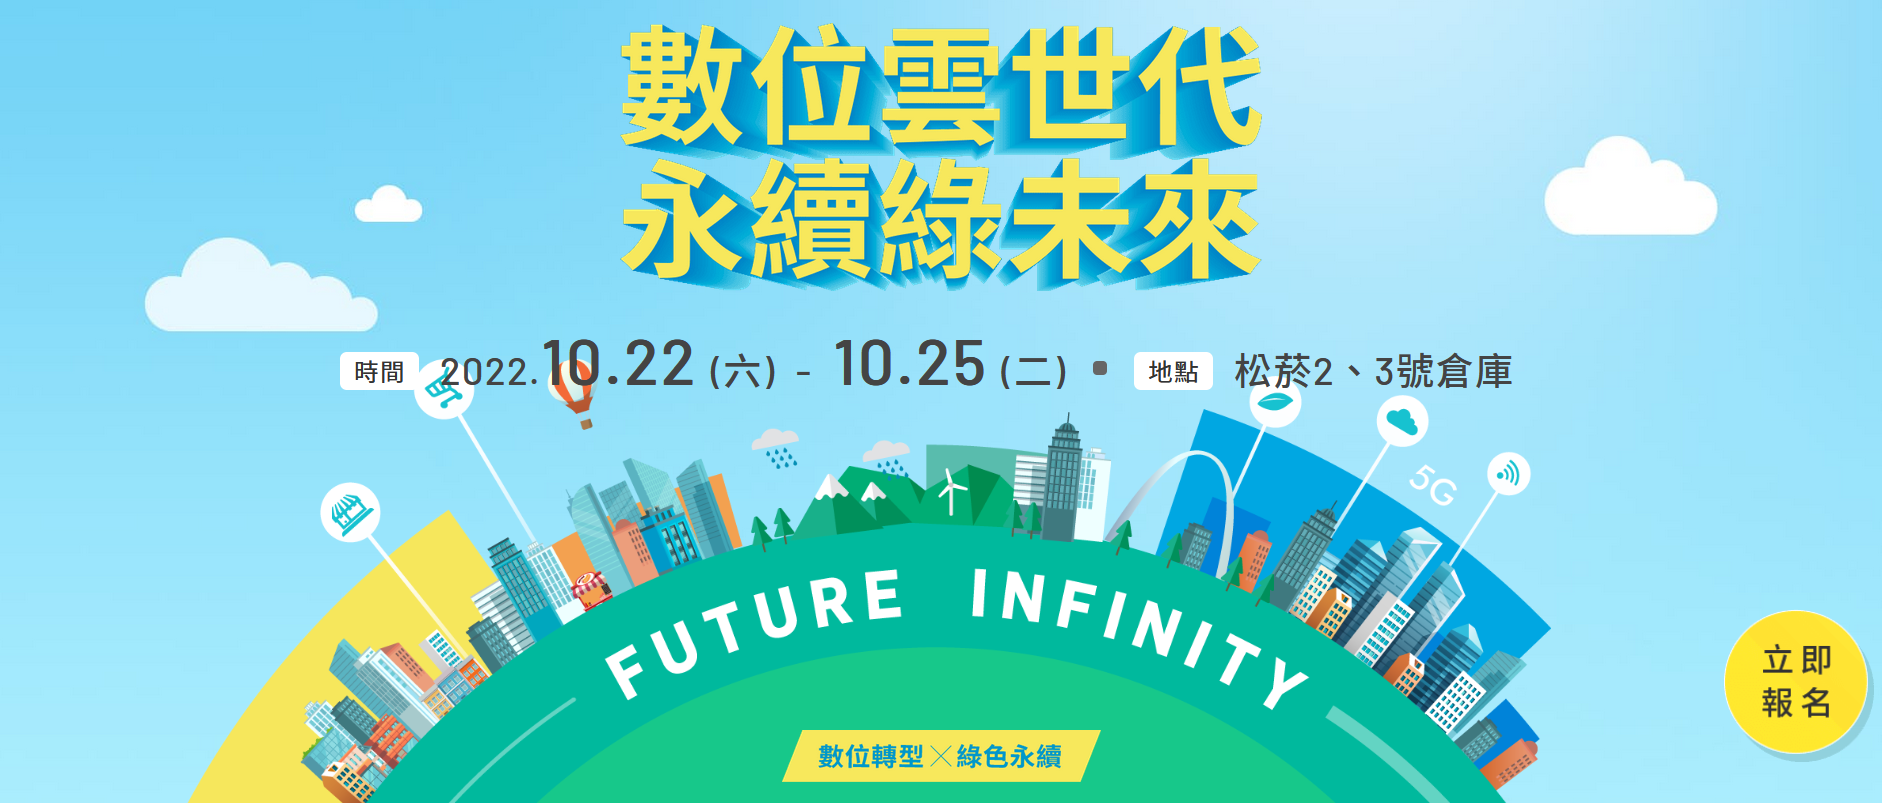 數位雲世代
永續綠未來
時間 2022.10.22 (六) - 10.25 (二) ▪ 地點 松菸2、3號倉庫
5G
FUTURE INFINITY
立即
報名
數位轉型╳綠色永續